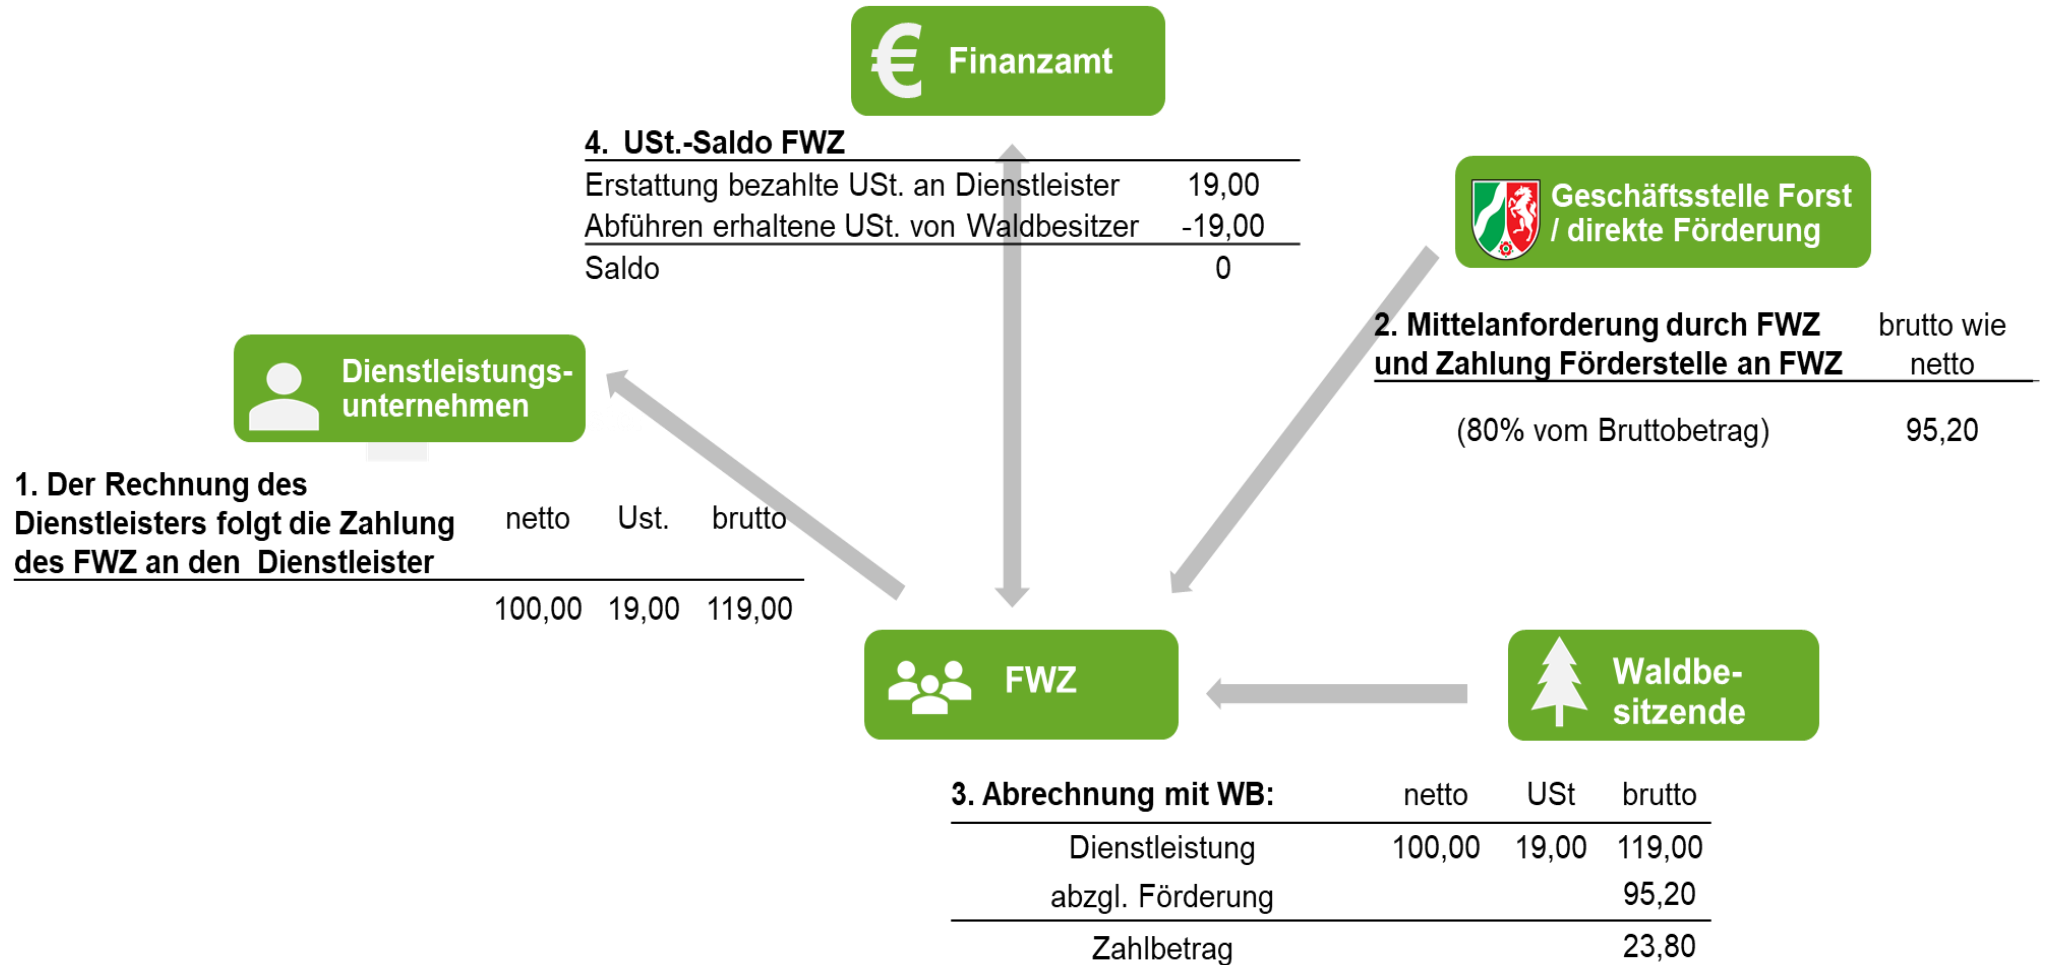 € Finanzamt
4. USt.-Saldo FWZ
Erstattung bezahlte USt. an Dienstleister 19,00
Abführen erhaltene USt. von Waldbesitzer -19,00
Saldo 0
Geschäftsstelle Forst
/ direkte Förderung
2. Mittelanforderung durch FWZ brutto wie
und Zahlung Förderstelle an FWZ netto
(80% vom Bruttobetrag) 95,20
Dienstleistungs-
unternehmen
1. Der Rechnung des
Dienstleisters folgt die Zahlung netto Ust. brutto
des FWZ an den Dienstleister
100,00 19,00 119,00
FWZ
Waldbe-
sitzende
3. Abrechnung mit WB: netto USt brutto
Dienstleistung 100,00 19,00 119,00
abzgl. Förderung 95,20
Zahlbetrag 23,80